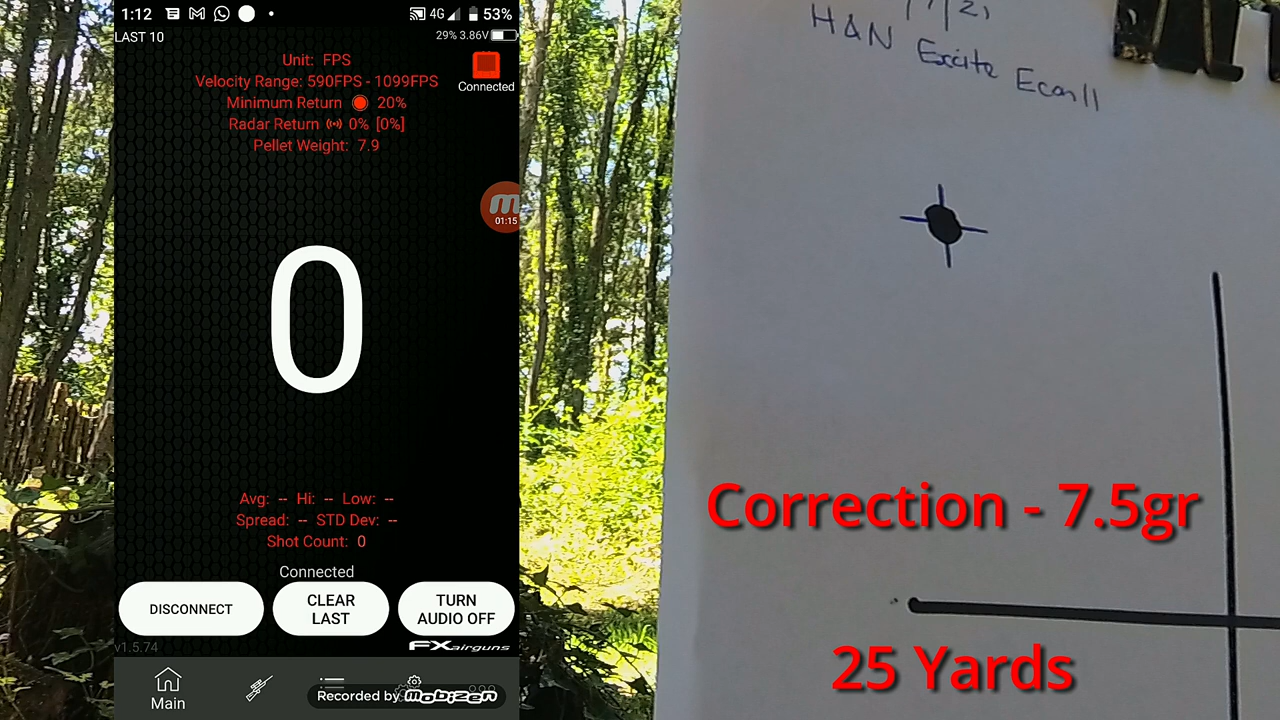 1:12 4G 53%
LAST 10 29% 3.86V
Unit: FPS
Velocity Range: 590FPS - 1099FPS
Connected
Minimum Return 20%
Radar Return 0% [0%]
Pellet Weight: 7.9
01:15
0
Avg: -- Hi: -- Low: --
Spread: -- STD Dev: --
Shot Count: 0
Connected
DISCONNECT
CLEAR
LAST
TURN
AUDIO OFF
v1.5.74
FX airguns
Main
Recorded by Mobizen
H&N Excite Econ II
Correction - 7.5gr
25 Yards